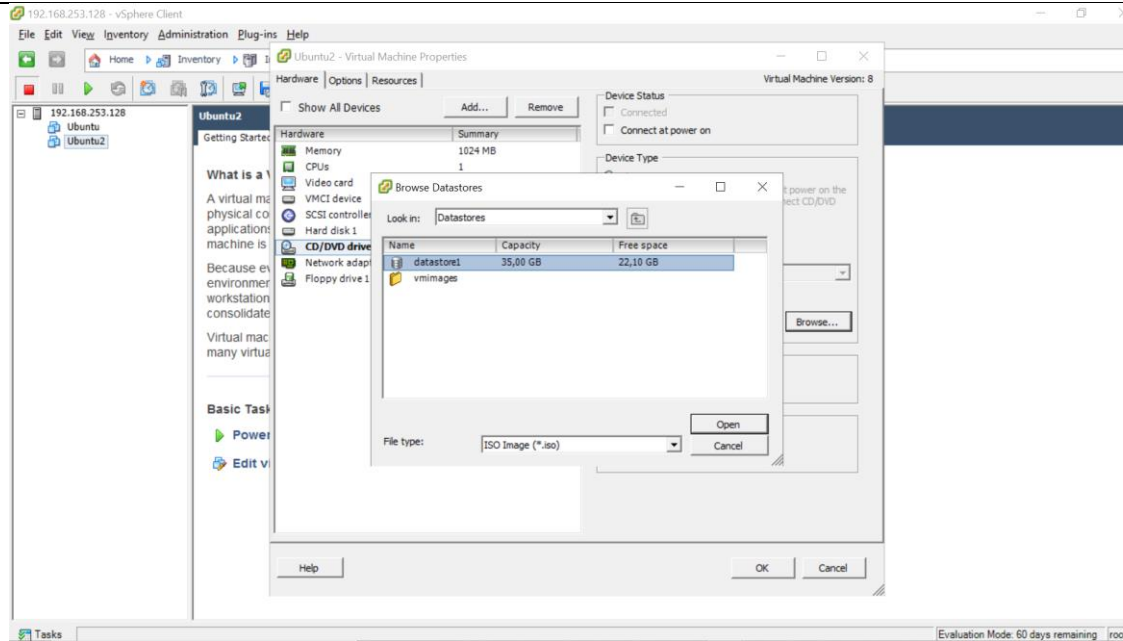 192.168.253.128 - vSphere Client
File Edit View Inventory Administration Plug-ins Help
Home Inventory
192.168.253.128
Ubuntu
Ubuntu2
Ubuntu2
Getting Started
What is a
A virtual ma
physical co
applications
machine is
Because ev
environmen
workstation
consolidate
Virtual mac
many virtua
Basic Task
Power
Edit vi
Ubuntu2 - Virtual Machine Properties
Hardware Options Resources
Virtual Machine Version: 8
Show All Devices
Add...
Remove
Hardware Summary
Memory 1024 MB
CPUs 1
Video card
VMCI device
SCSI controller
Hard disk 1
CD/DVD drive
Network adapt
Floppy drive 1
Device Status
Connected
Connect at power on
Device Type
t power on the
nect CD/DVD
Browse...
Help
OK
Cancel
Browse Datastores
Look in: Datastores
Name Capacity Free space
datastore1 35,00 GB 22,10 GB
vmimages
Open
File type: ISO Image (*.iso)
Cancel
Tasks
Evaluation Mode: 60 days remaining roo